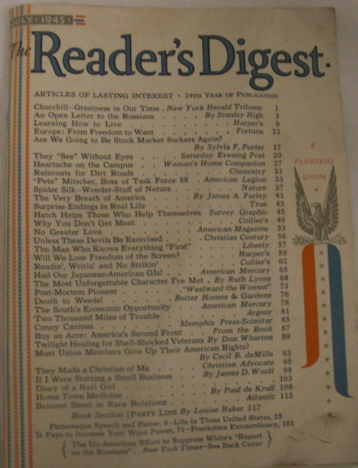 JULY · 1945
The Reader's Digest
ARTICLES OF LASTING INTEREST · 24TH YEAR OF PUBLICATION
Churchill—Greatness in Our Time . New York Herald Tribune 1
An Open Letter to the Russians . . By Stanley High 3
Learning How to Love . . . . Harper's 8
Europe: From Freedom to Want . . . Fortune 12
Are We Going To Be Stock Market Suckers Again?
By Sylvia F. Porter 17
They "See" Without Eyes . . Saturday Evening Post 20
Heartache on the Campus . . Woman's Home Companion 27
Raincoats for Dirt Roads . . . Chemistry 31
"Pete" Mitscher, Boss of Task Force 58 . American Legion 33
Spider Silk—Wonder-Stuff of Nature . . Nature 37
The Very Breath of America . . By James A. Farley 41
Surprise Endings in Real Life . . . True 43
Hatch Helps Those Who Help Themselves Survey Graphic 45
Why You Don't Get Meat . . . Collier's 49
No Greater Love . . . American Magazine 53
Unless These Devils Be Exorcised . . Christian Century 56
The Man Who Knows Everything "First" . Liberty 57
Will We Lose the Freedom of the Screen? . Harper's 59
Readin', Writin' and No Strikin' . . Collier's 62
Hail Our Japanese-American GIs! . American Mercury 65
The Most Unforgettable Character I've Met . By Ruth Lyons 68
Post-Mortem Pioneer . . "Westward the Women" 73
Death to Weeds! . . Better Homes & Gardens 76
The South's Economic Opportunity . American Mercury 78
Two Thousand Miles of Trouble . . Argosy 81
Canny Canines . . Memphis Press-Scimitar 85
Buy an Acre: America's Second Front . From the Book 87
Twilight Healing for Shell-Shocked Veterans By Don Wharton 89
Must Union Members Give Up Their American Rights?
By Cecil B. deMille 93
They Made a Christian of Me . Christian Advocate 95
If I Were Starting a Small Business . By James D. Woolf 98
Diary of a Nazi Girl . . . 103
Home Town Medicine . . By Paul de Kruif 108
Balance Sheet in Race Relations . . Atlantic 113
Book Section | PARTY LINE By Louise Baker 117
Picturesque Speech and Patter, 8—Life in These United States, 25
It Pays to Increase Your Word Power, 71—Pranksters Extraordinary, 101
The Un-American Effort to Suppress White's "Report
on the Russians" . New York Times—See Back Cover
E
PLURIBUS
UNUM